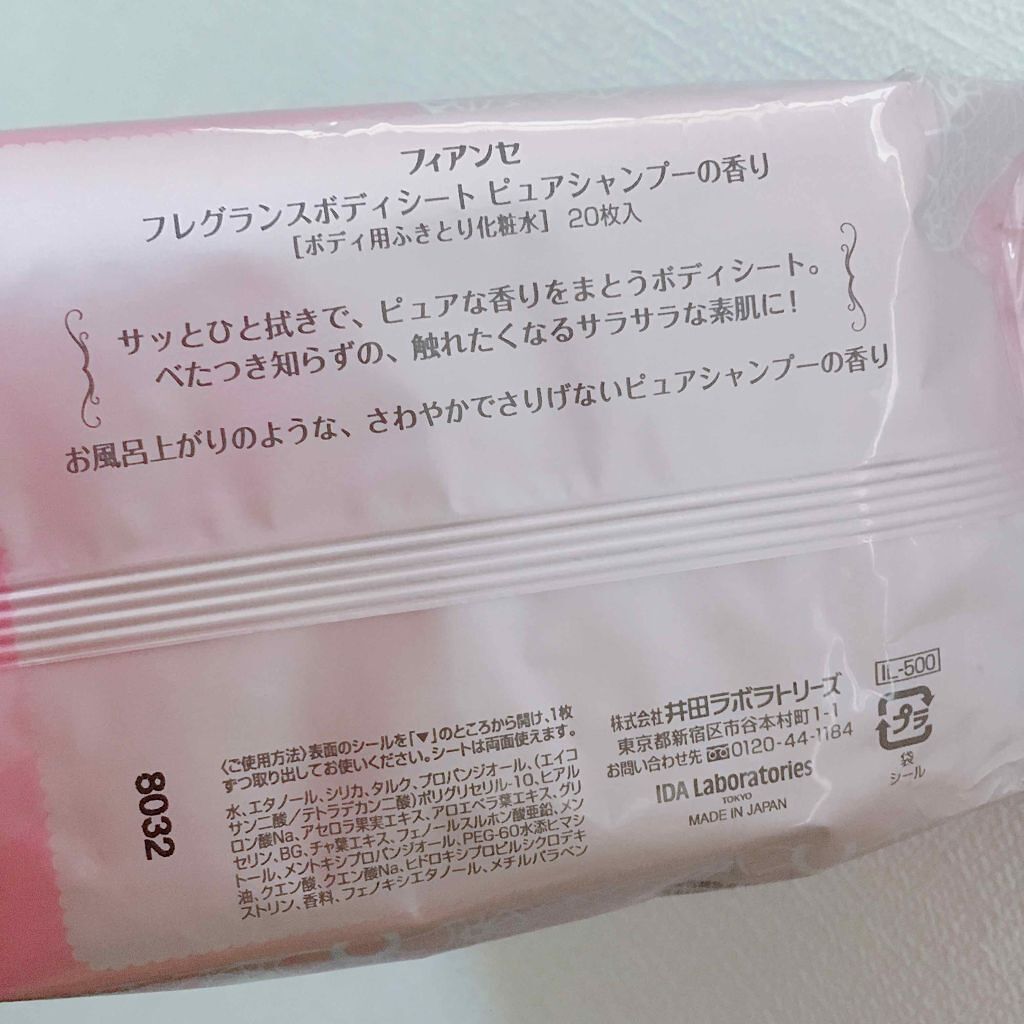 フィアンセ
フレグランスボディシート ピュアシャンプーの香り
[ボディ用ふきとり化粧水] 20枚入
サッとひと拭きで、ピュアな香りをまとうボディシート。
べたつき知らずの、触れたくなるサラサラな素肌に!
お風呂上がりのような、さわやかでさりげないピュアシャンプーの香り
8032
〈ご使用方法〉表面のシールを「▼」のところから開け、1枚
ずつ取り出してお使いください。シートは両面使えます。
水、エタノール、シリカ、タルク、プロパンジオール、(エイコ
サン二酸/テトラデカン二酸)ポリグリセリル-10、ヒアル
ロン酸Na、アセロラ果実エキス、アロエベラ葉エキス、グリ
セリン、BG、チャ葉エキス、フェノールスルホン酸亜鉛、メン
トール、メントキシプロパンジオール、PEG-60水添ヒマシ
油、クエン酸、クエン酸Na、ヒドロキシプロピルシクロデキ
ストリン、香料、フェノキシエタノール、メチルパラベン
株式会社井田ラボラトリーズ
東京都新宿区市谷本村町1-1
お問い合わせ先 0120-44-1184
IDA Laboratories
TOKYO
MADE IN JAPAN
IL-500
プラ
袋
シール